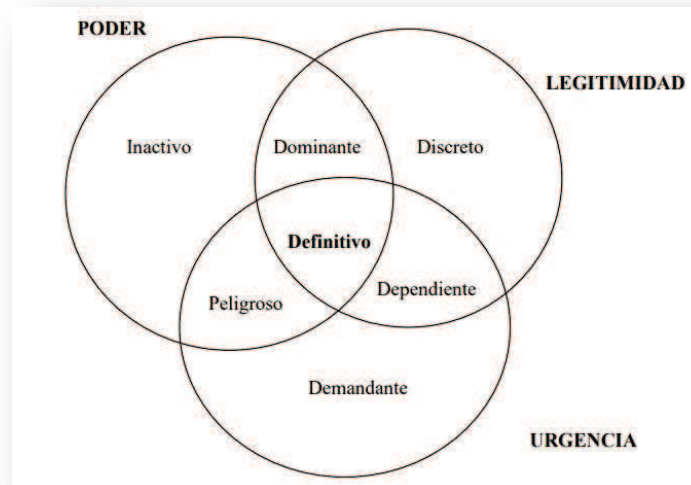 PODER
LEGITIMIDAD
Inactivo
Dominante
Discreto
Definitivo
Peligroso
Dependiente
Demandante
URGENCIA